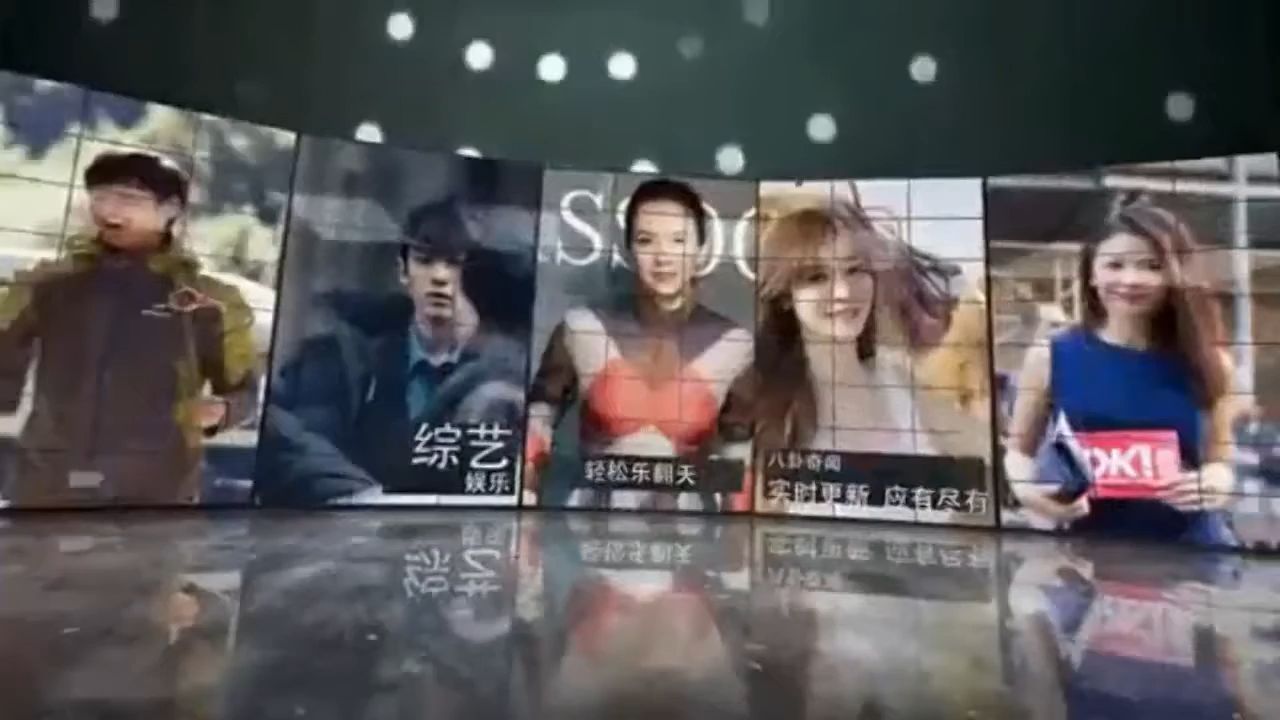 综艺
娱乐
轻松乐翻天
八卦奇闻
实时更新 应有尽有
OK!